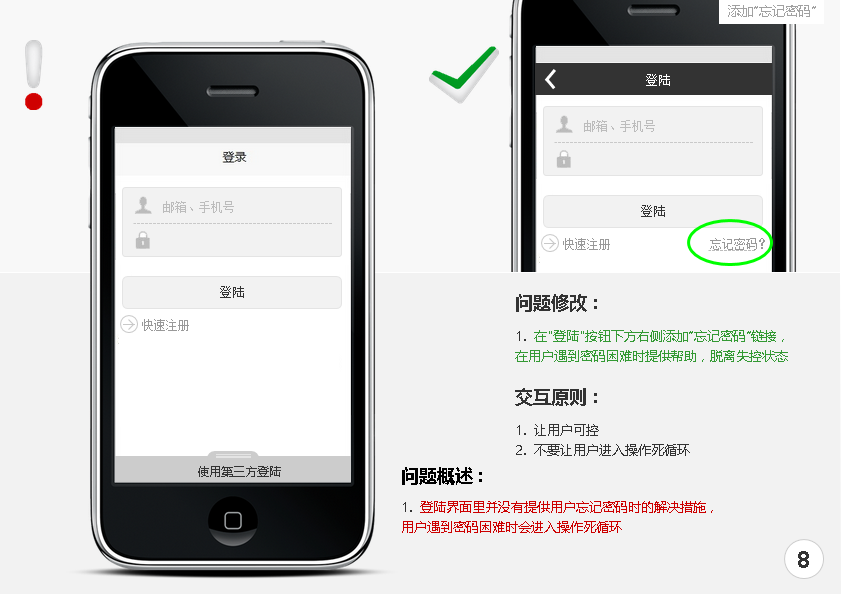 添加“忘记密码”
登录
邮箱、手机号
登陆
快速注册
使用第三方登陆
登陆
邮箱、手机号
登陆
快速注册
忘记密码?
问题修改：
1. 在"登陆"按钮下方右侧添加“忘记密码”链接，
在用户遇到密码困难时提供帮助，脱离失控状态
交互原则：
1. 让用户可控
2. 不要让用户进入操作死循环
问题概述：
1. 登陆界面里并没有提供用户忘记密码时的解决措施，
用户遇到密码困难时会进入操作死循环
8